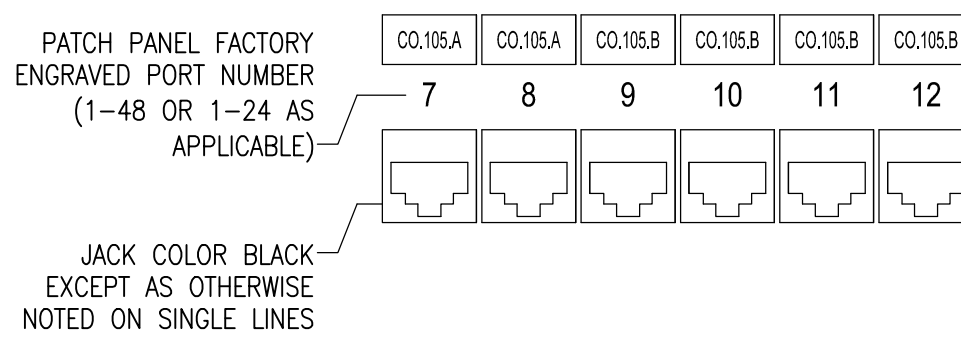 PATCH PANEL FACTORY
ENGRAVED PORT NUMBER
(1-48 OR 1-24 AS
APPLICABLE)
CO.105.A CO.105.A CO.105.B CO.105.B CO.105.B CO.105.B
7 8 9 10 11 12
JACK COLOR BLACK
EXCEPT AS OTHERWISE
NOTED ON SINGLE LINES